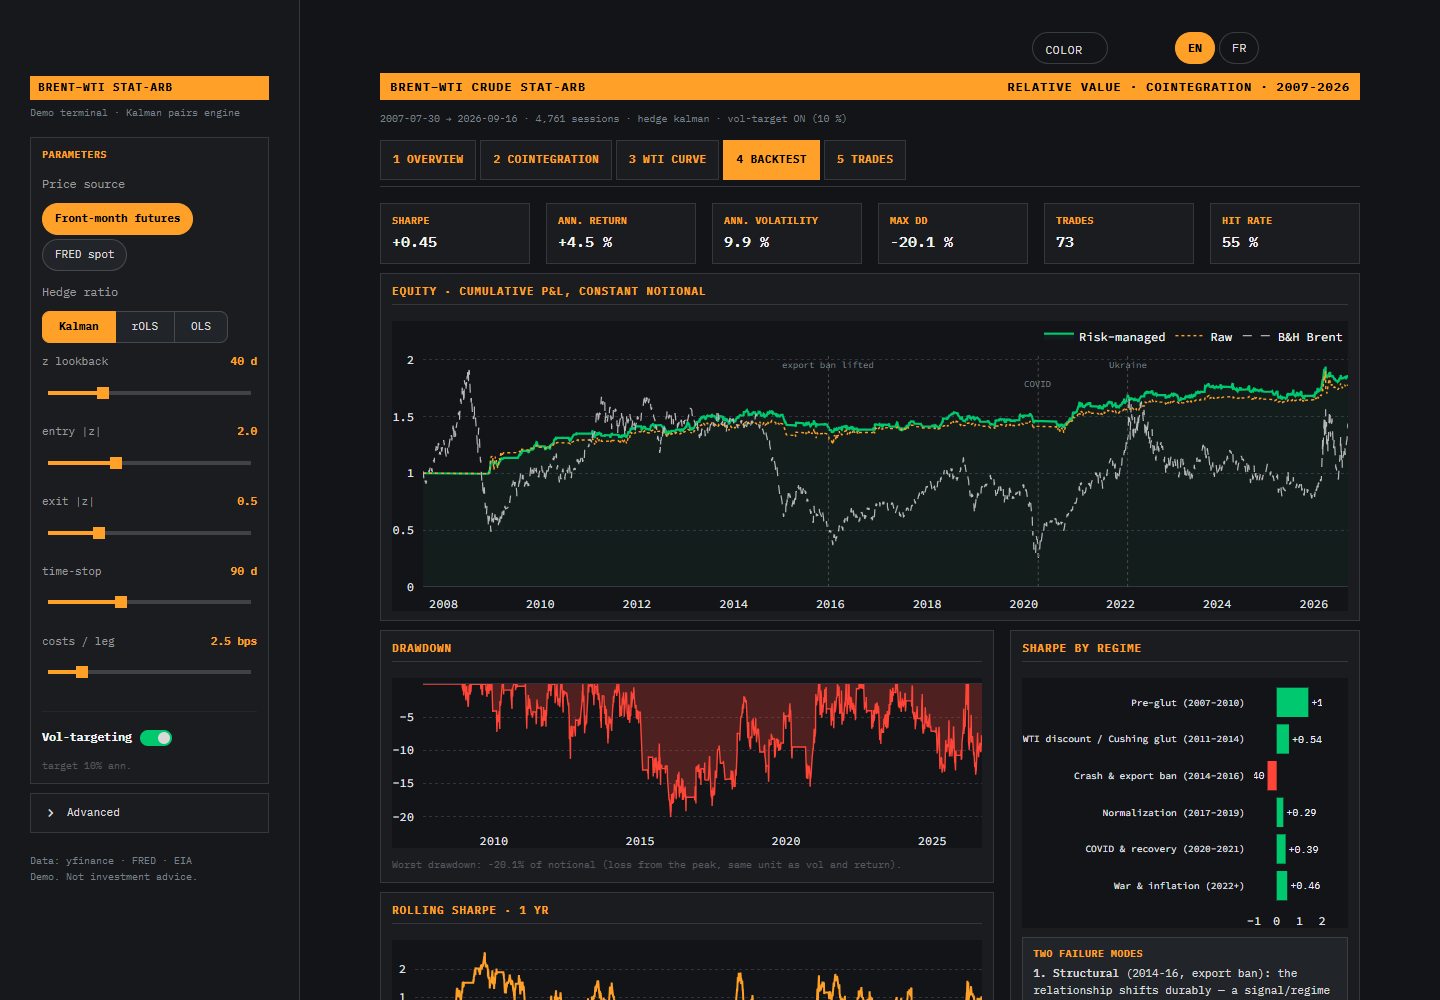 BRENT-WTI STAT-ARB
Demo terminal · Kalman pairs engine
PARAMETERS
Price source
Front-month futures
FRED spot
Hedge ratio
Kalman rOLS OLS
z lookback 40 d
entry |z| 2.0
exit |z| 0.5
time-stop 90 d
costs / leg 2.5 bps
Vol-targeting
target 10% ann.
Advanced
Data: yfinance · FRED · EIA
Demo. Not investment advice.
COLOR EN FR
BRENT-WTI CRUDE STAT-ARB RELATIVE VALUE · COINTEGRATION · 2007-2026
2007-07-30 → 2026-09-16 · 4,761 sessions · hedge kalman · vol-target ON (10 %)
1 OVERVIEW 2 COINTEGRATION 3 WTI CURVE 4 BACKTEST 5 TRADES
SHARPE ANN. RETURN ANN. VOLATILITY MAX DD TRADES HIT RATE
+0.45 +4.5 % 9.9 % -20.1 % 73 55 %
EQUITY · CUMULATIVE P&L, CONSTANT NOTIONAL
Risk-managed Raw B&H Brent
export ban lifted
COVID
Ukraine
2
1.5
1
0.5
0
2008 2010 2012 2014 2016 2018 2020 2022 2024 2026
DRAWDOWN
−5
−10
−15
−20
2010 2015 2020 2025
Worst drawdown: -20.1% of notional (loss from the peak, same unit as vol and return).
ROLLING SHARPE · 1 YR
2
1
SHARPE BY REGIME
Pre-glut (2007-2010) +1
WTI discount / Cushing glut (2011-2014) +0.54
Crash & export ban (2014-2016) 40
Normalization (2017-2019) +0.29
COVID & recovery (2020-2021) +0.39
War & inflation (2022+) +0.46
−1 0 1 2
TWO FAILURE MODES
1. Structural (2014-16, export ban): the
relationship shifts durably — a signal/regime